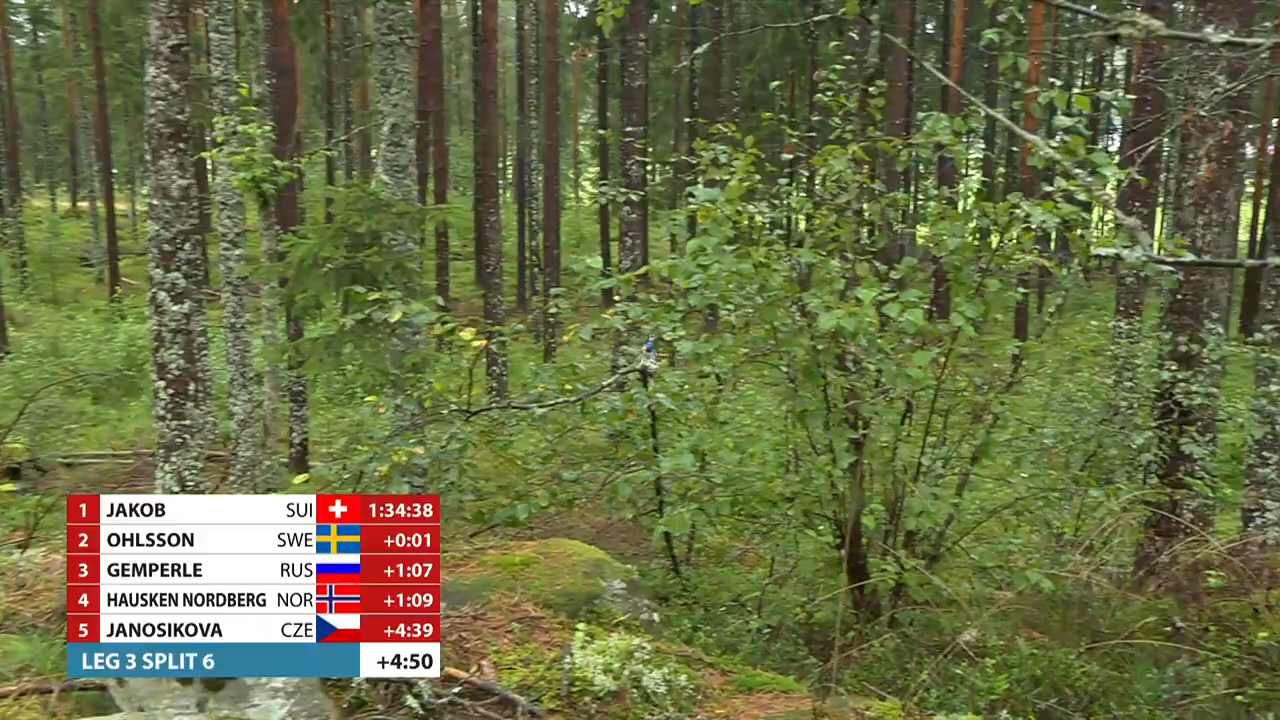 1 JAKOB SUI 1:34:38
2 OHLSSON SWE +0:01
3 GEMPERLE RUS +1:07
4 HAUSKEN NORDBERG NOR +1:09
5 JANOSIKOVA CZE +4:39
LEG 3 SPLIT 6 +4:50